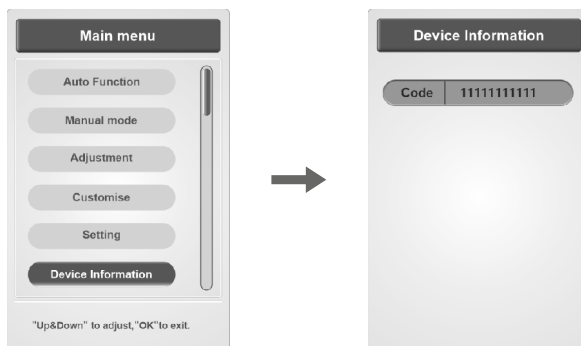 Main menu
Auto Function
Manual mode
Adjustment
Customise
Setting
Device Information
"Up&Down" to adjust,"OK"to exit.
Device Information
Code 11111111111